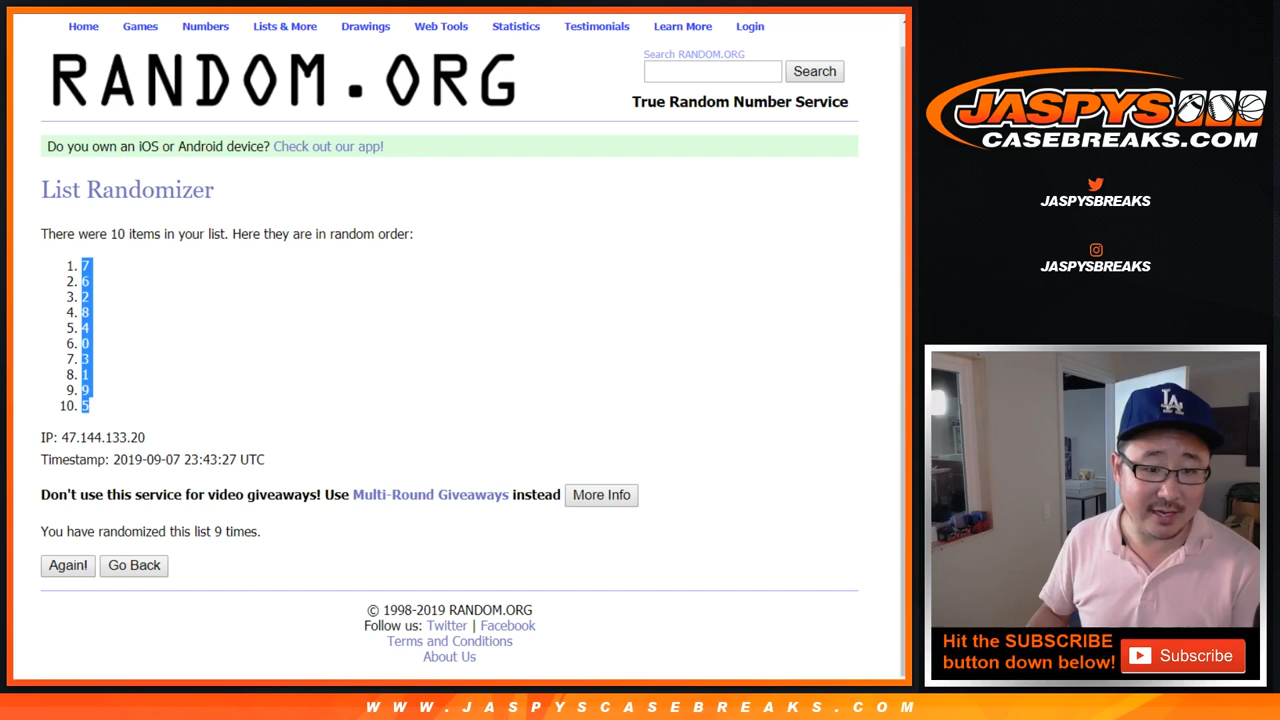 Home Games Numbers Lists & More Drawings Web Tools Statistics Testimonials Learn More Login
RANDOM.ORG
Search RANDOM.ORG
Search
True Random Number Service
Do you own an iOS or Android device? Check out our app!
List Randomizer
There were 10 items in your list. Here they are in random order:
1. 7
2. 6
3. 2
4. 8
5. 4
6. 0
7. 3
8. 1
9. 9
10. 5
IP: 47.144.133.20
Timestamp: 2019-09-07 23:43:27 UTC
Don't use this service for video giveaways! Use Multi-Round Giveaways instead More Info
You have randomized this list 9 times.
Again! Go Back
© 1998-2019 RANDOM.ORG
Follow us: Twitter | Facebook
Terms and Conditions
About Us
JASPYS
CASEBREAKS.COM
JASPYSBREAKS
JASPYSBREAKS
LA
Hit the SUBSCRIBE
button down below!
Subscribe
WWW.JASPYSCASEBREAKS.COM